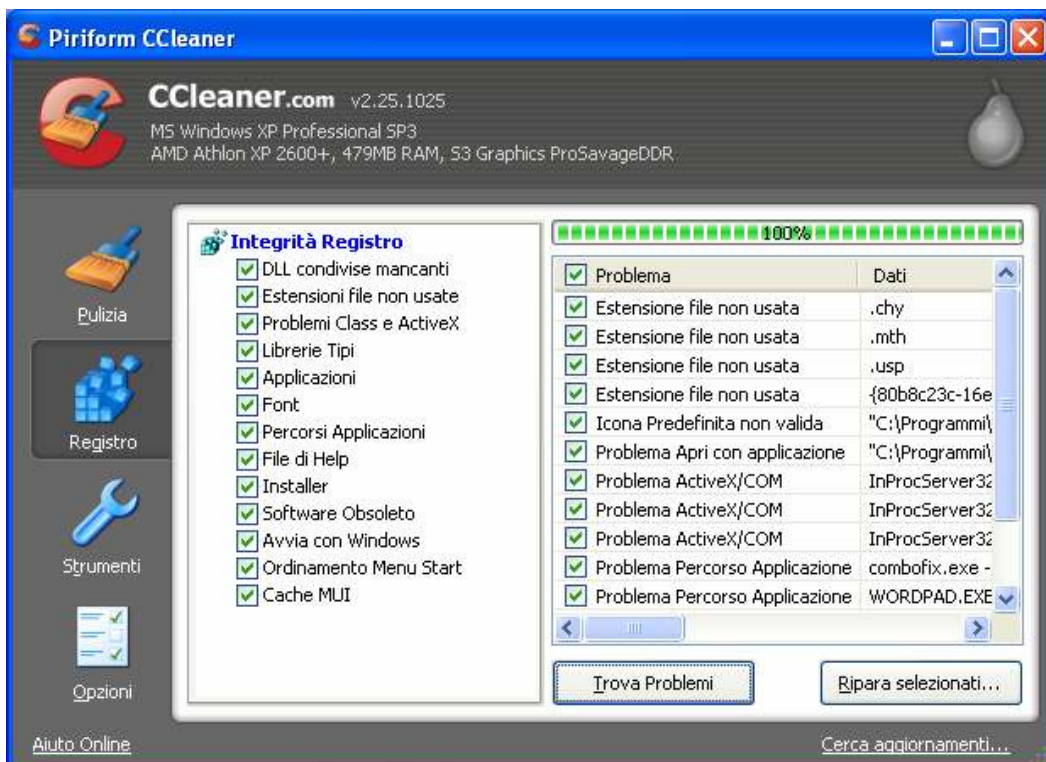 Piriform CCleaner
CCleaner.com v2.25.1025
MS Windows XP Professional SP3
AMD Athlon XP 2600+, 479MB RAM, S3 Graphics ProSavageDDR
Pulizia
Registro
Strumenti
Opzioni
Integrità Registro
DLL condivise mancanti
Estensioni file non usate
Problemi Class e ActiveX
Librerie Tipi
Applicazioni
Font
Percorsi Applicazioni
File di Help
Installer
Software Obsoleto
Avvia con Windows
Ordinamento Menu Start
Cache MUI
100%
Problema Dati
Estensione file non usata .chy
Estensione file non usata .mth
Estensione file non usata .usp
Estensione file non usata {80b8c23c-16e
Icona Predefinita non valida "C:\Programmi\
Problema Apri con applicazione "C:\Programmi\
Problema ActiveX/COM InProcServer32
Problema ActiveX/COM InProcServer32
Problema ActiveX/COM InProcServer32
Problema Percorso Applicazione combofix.exe -
Problema Percorso Applicazione WORDPAD.EXE
Trova Problemi Ripara selezionati...
Aiuto Online Cerca aggiornamenti...